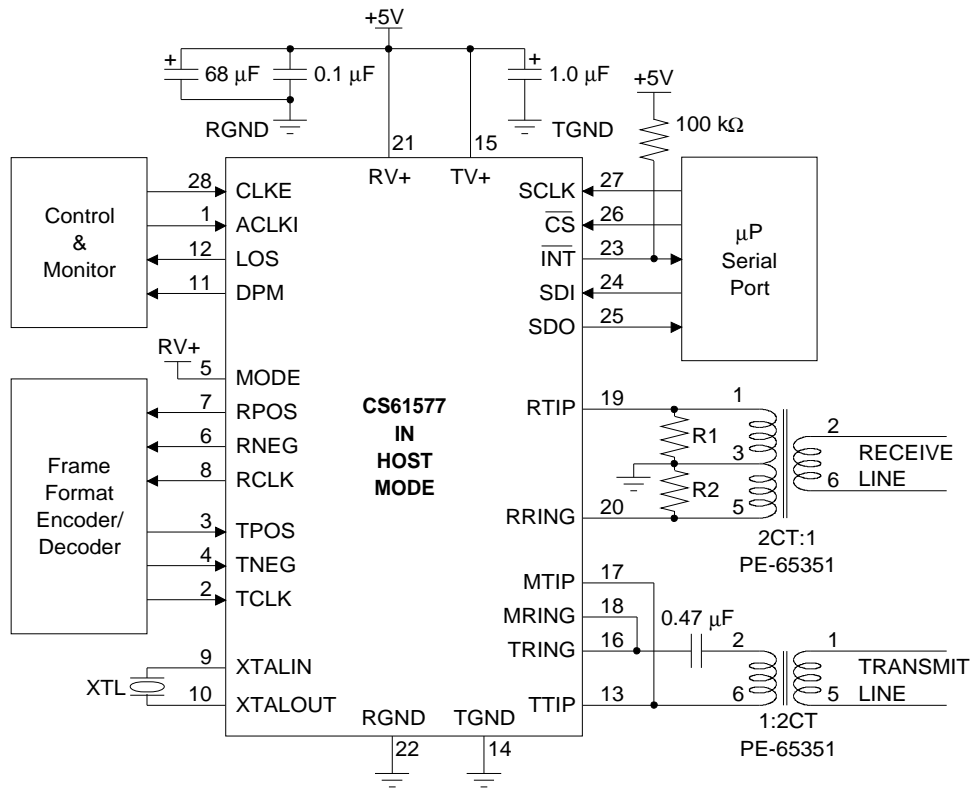 +5V
+
68 μF
0.1 μF
+
1.0 μF
+5V
100 kΩ
RGND
TGND
21
15
RV+
TV+
Control
&
Monitor
28
CLKE
1
ACLKI
12
LOS
11
DPM
RV+
5
MODE
Frame
Format
Encoder/
Decoder
7
RPOS
6
RNEG
8
RCLK
3
TPOS
4
TNEG
2
TCLK
XTL
9
XTALIN
10
XTALOUT
CS61577
IN
HOST
MODE
RGND
TGND
22
14
SCLK
27
CS
26
INT
23
SDI
24
SDO
25
μP
Serial
Port
RTIP
19
R1
R2
RRING
20
1
3
5
2
6
RECEIVE
LINE
2CT:1
PE-65351
MTIP
17
MRING
18
TRING
16
TTIP
13
0.47 μF
2
6
1
5
TRANSMIT
LINE
1:2CT
PE-65351